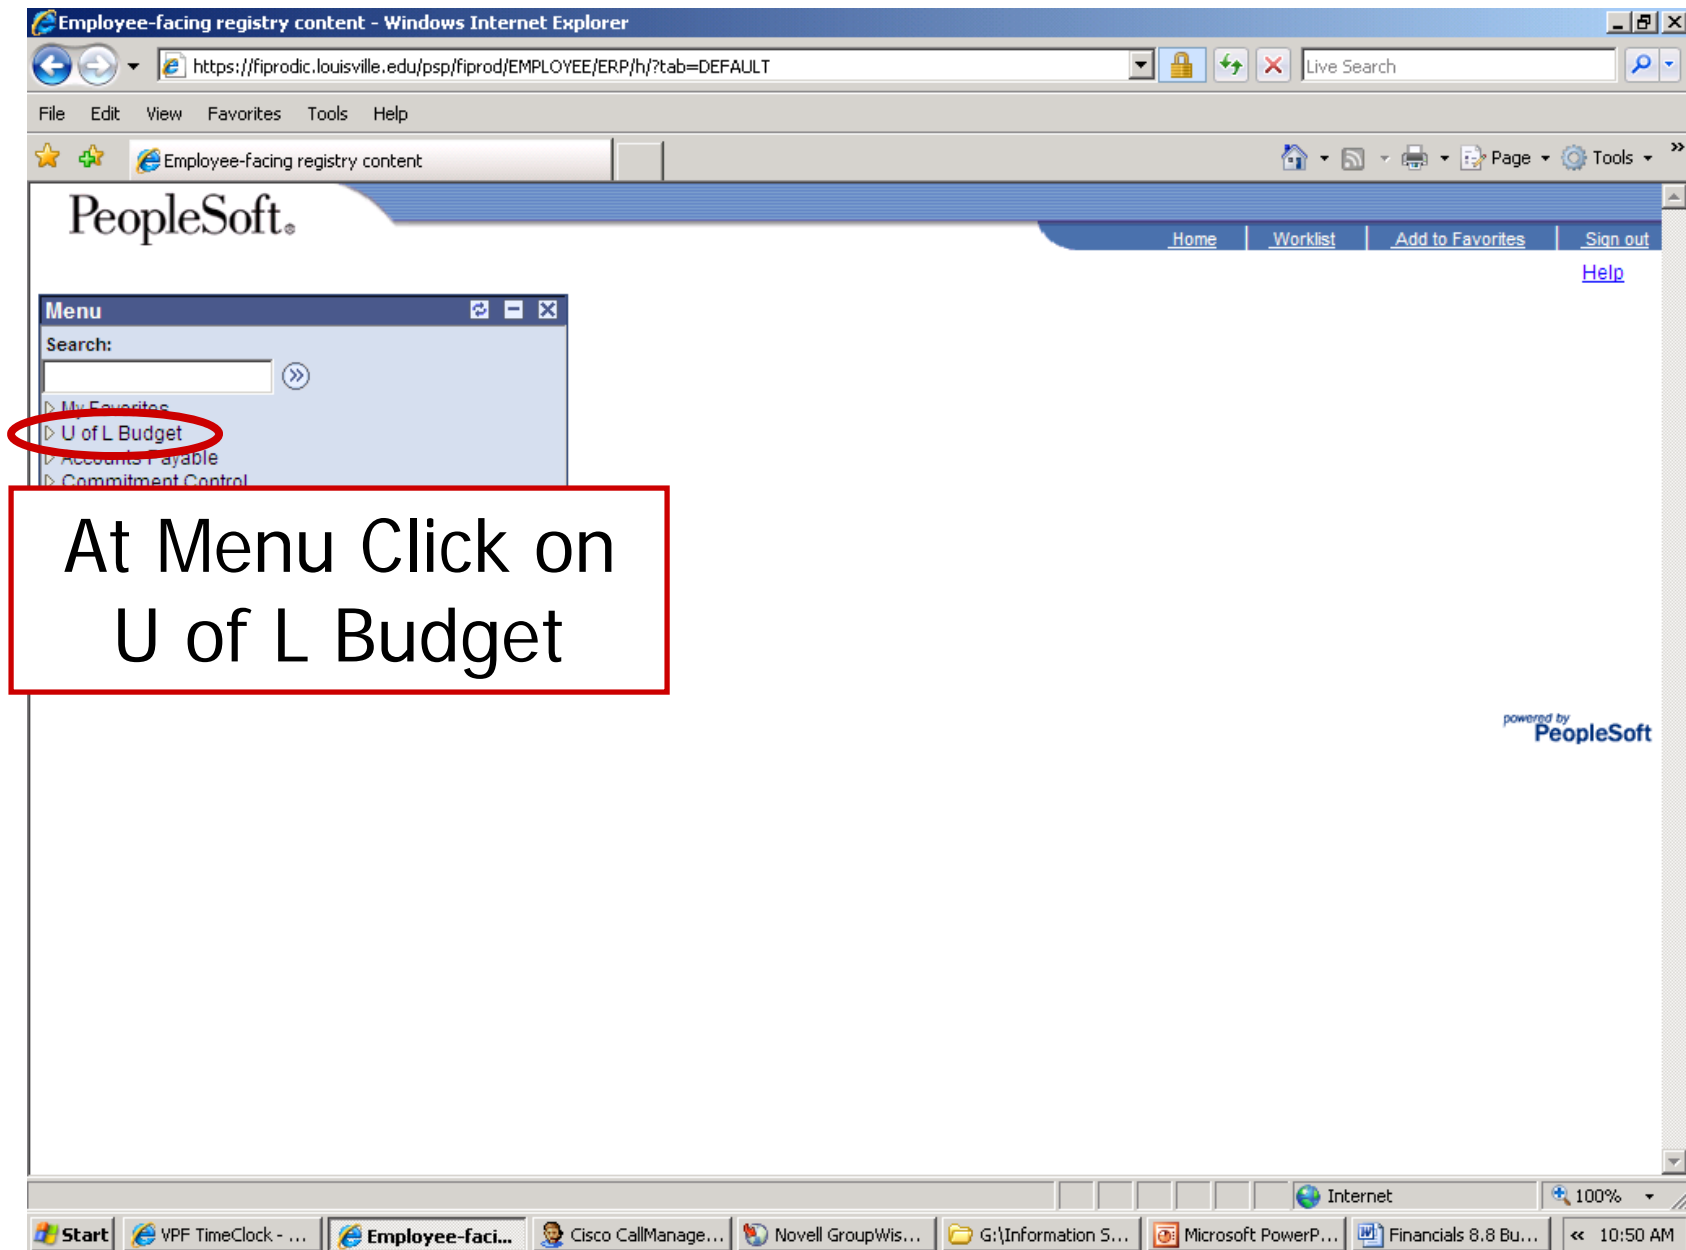 Employee-facing registry content - Windows Internet Explorer
https://fiprodic.louisville.edu/psp/fiprod/EMPLOYEE/ERP/h/?tab=DEFAULT
Live Search
File Edit View Favorites Tools Help
Employee-facing registry content
Page Tools
PeopleSoft®
Home Worklist Add to Favorites Sign out
Help
Menu
Search:
My Favorites
U of L Budget
Accounts Payable
Commitment Control
At Menu Click on
U of L Budget
powered by
PeopleSoft
Internet 100%
Start VPF TimeClock - ... Employee-faci... Cisco CallManage... Novell GroupWis... G:\Information S... Microsoft PowerP... Financials 8.8 Bu... « 10:50 AM